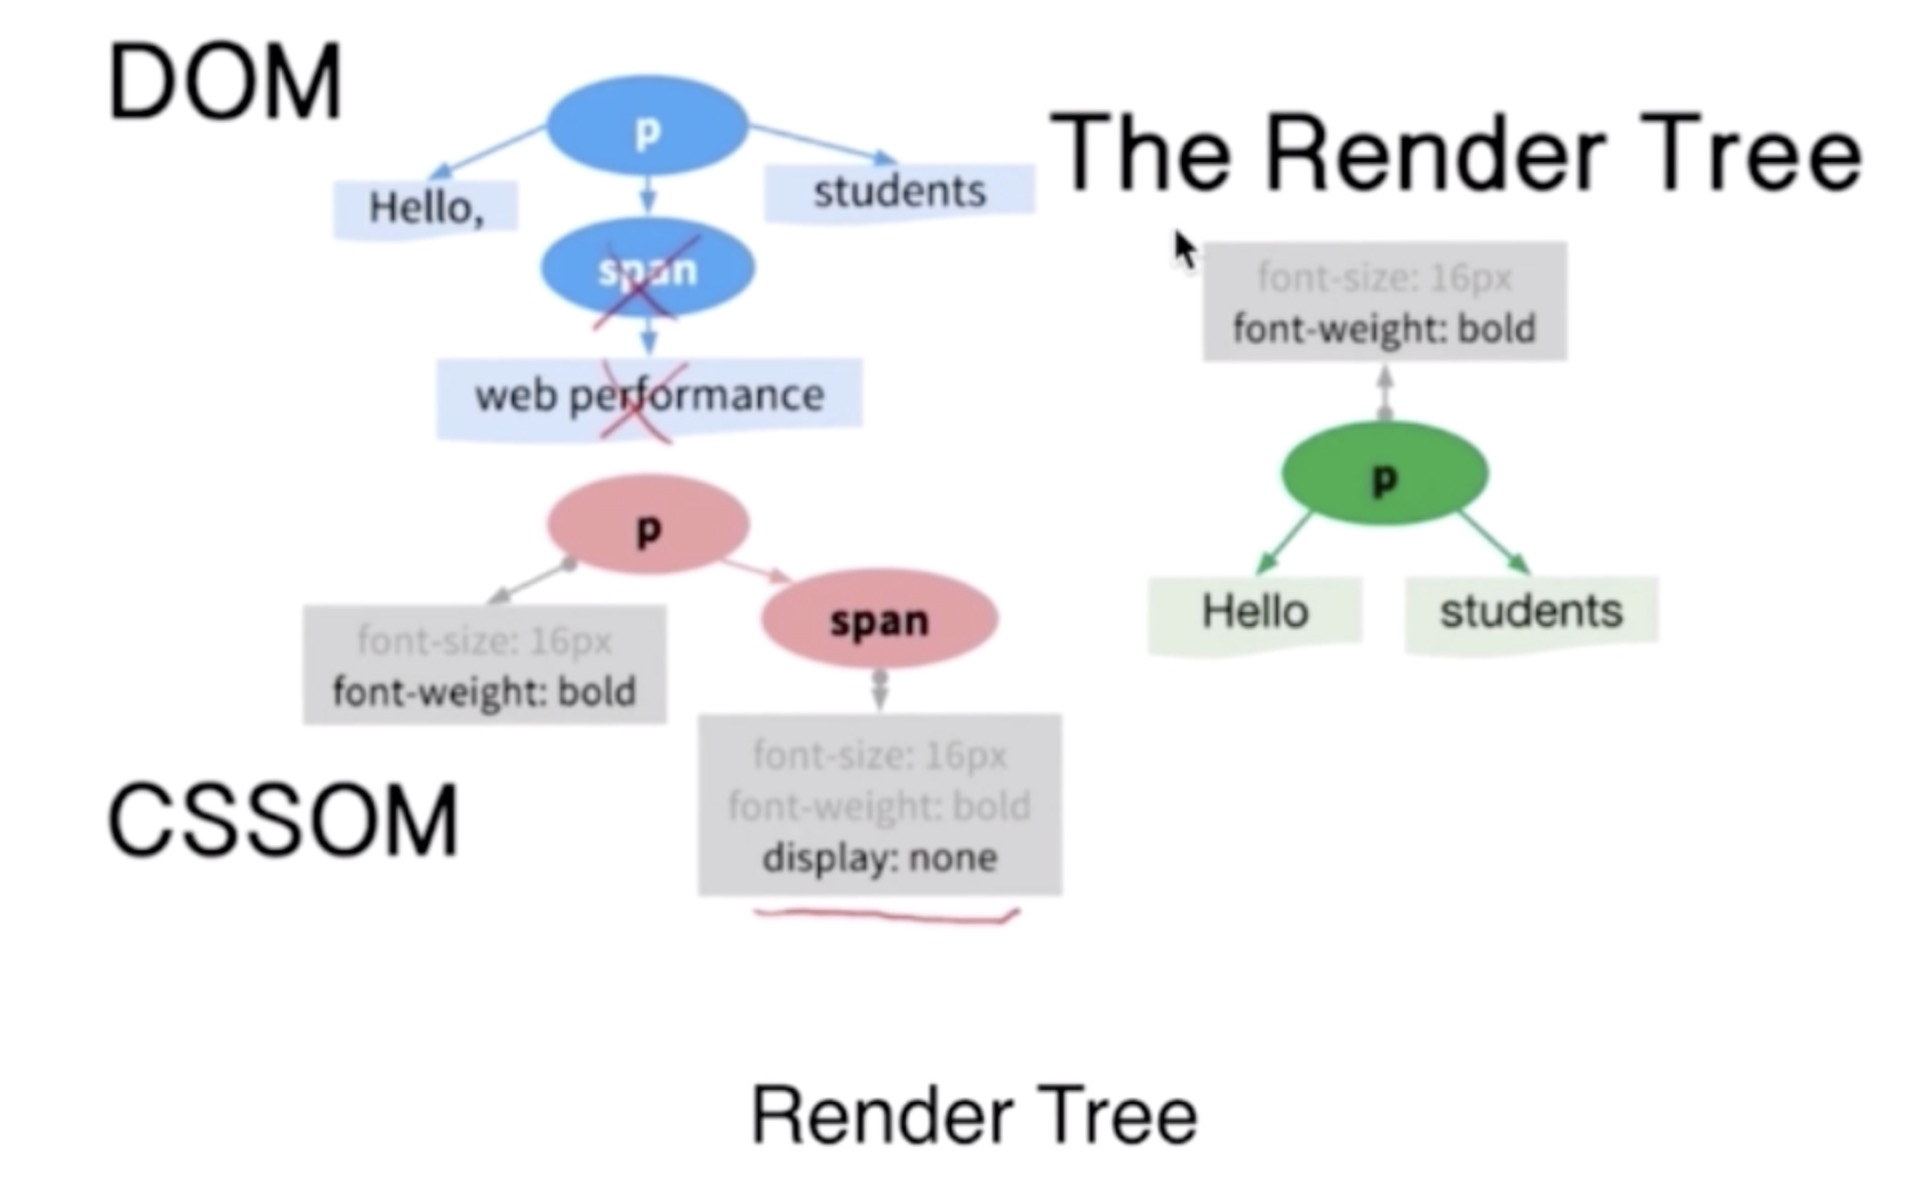 DOM
p
Hello,
students
span
web performance
p
span
font-size: 16px
font-weight: bold
font-size: 16px
font-weight: bold
display: none
CSSOM
The Render Tree
font-size: 16px
font-weight: bold
p
Hello
students
Render Tree